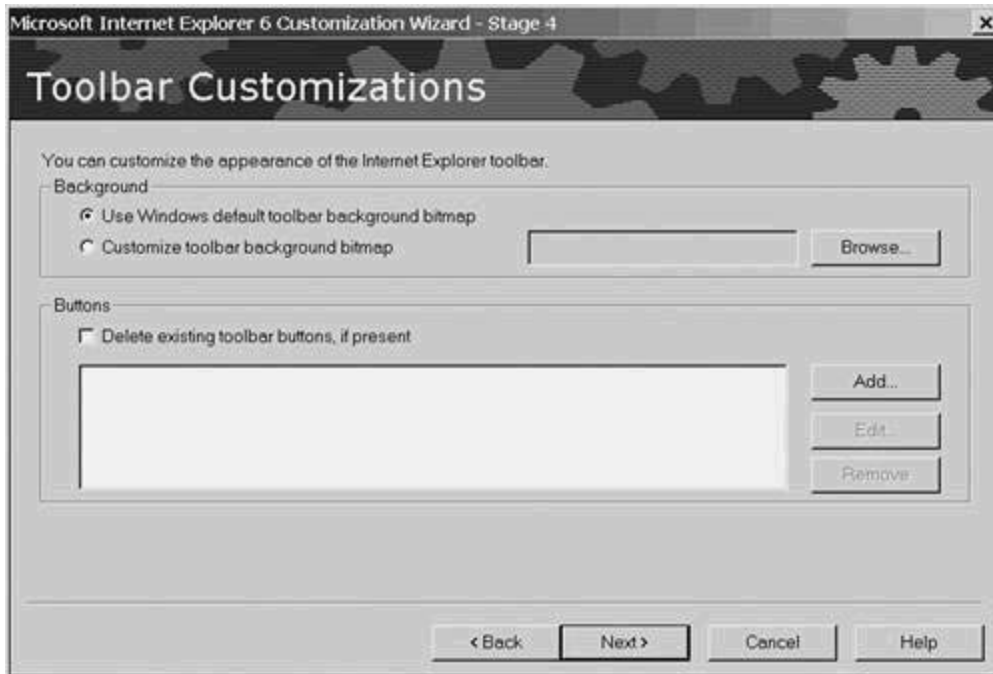 Microsoft Internet Explorer 6 Customization Wizard - Stage 4
Toolbar Customizations
You can customize the appearance of the Internet Explorer toolbar.
Background
Use Windows default toolbar background bitmap
Customize toolbar background bitmap
Browse...
Buttons
Delete existing toolbar buttons, if present
Add...
Edit...
Remove
< Back Next > Cancel Help